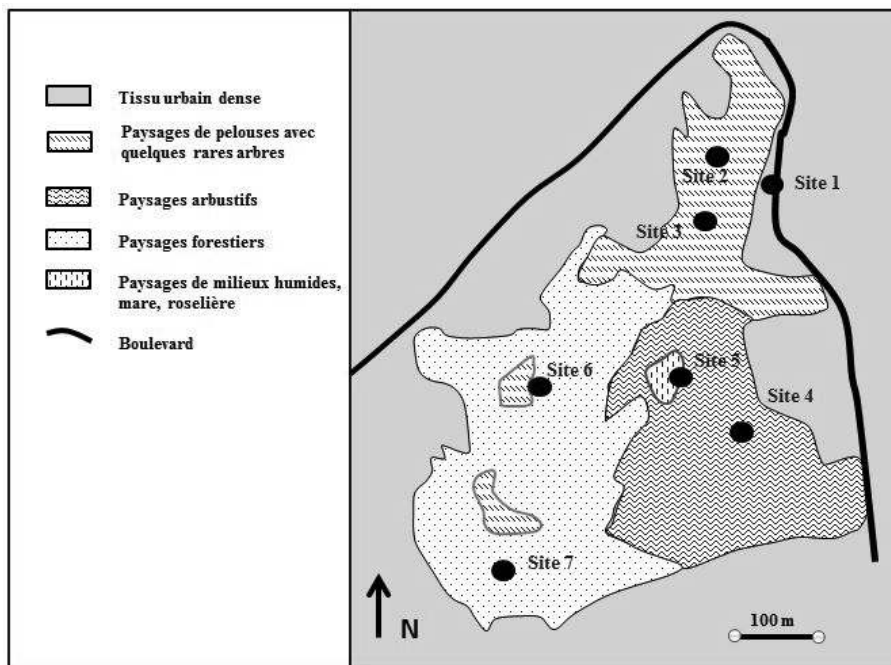 Tissu urbain dense
Paysages de pelouses avec
quelques rares arbres
Paysages arbustifs
Paysages forestiers
Paysages de milieux humides,
mare, roselière
Boulevard
Site 2
Site 1
Site 3
Site 6
Site 5
Site 4
Site 7
N
100 m